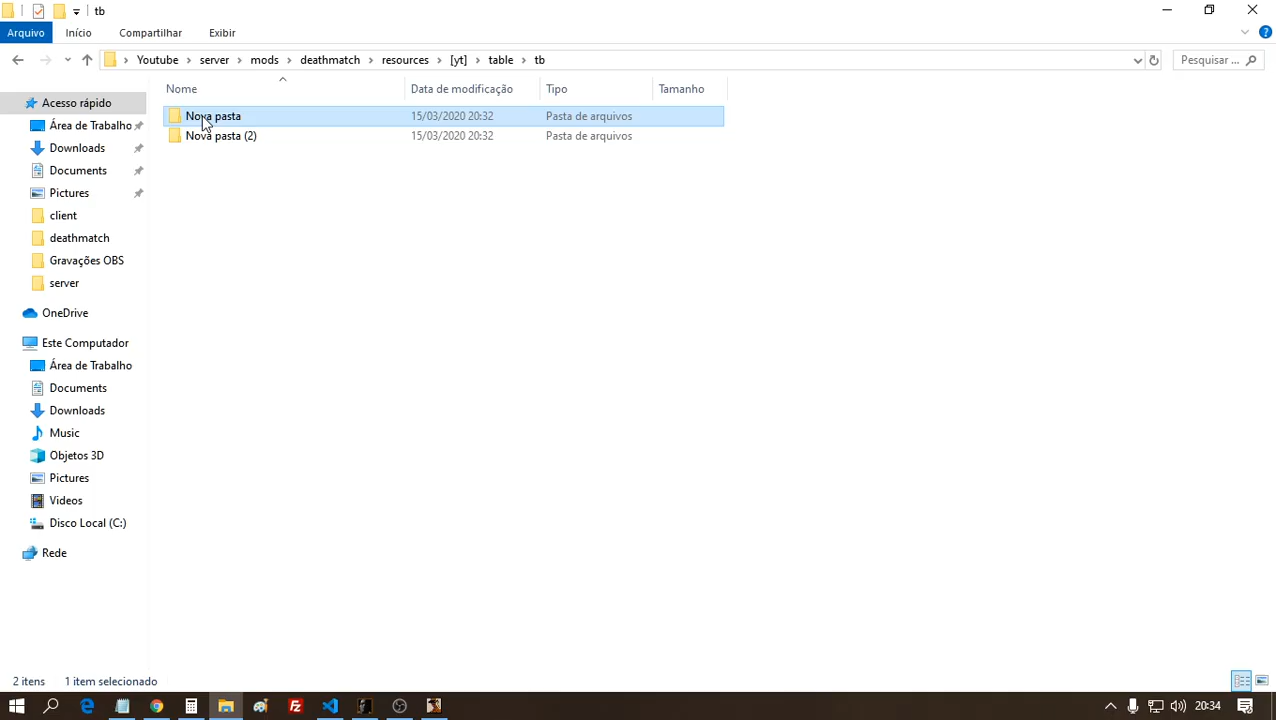 tb
Arquivo Início Compartilhar Exibir
Youtube server mods deathmatch resources [yt] table tb Pesquisar ...
Nome Data de modificação Tipo Tamanho
Nova pasta 15/03/2020 20:32 Pasta de arquivos
Nova pasta (2) 15/03/2020 20:32 Pasta de arquivos
Acesso rápido
Área de Trabalho
Downloads
Documents
Pictures
client
deathmatch
Gravações OBS
server
OneDrive
Este Computador
Área de Trabalho
Documents
Downloads
Music
Objetos 3D
Pictures
Videos
Disco Local (C:)
Rede
2 itens 1 item selecionado
20:34